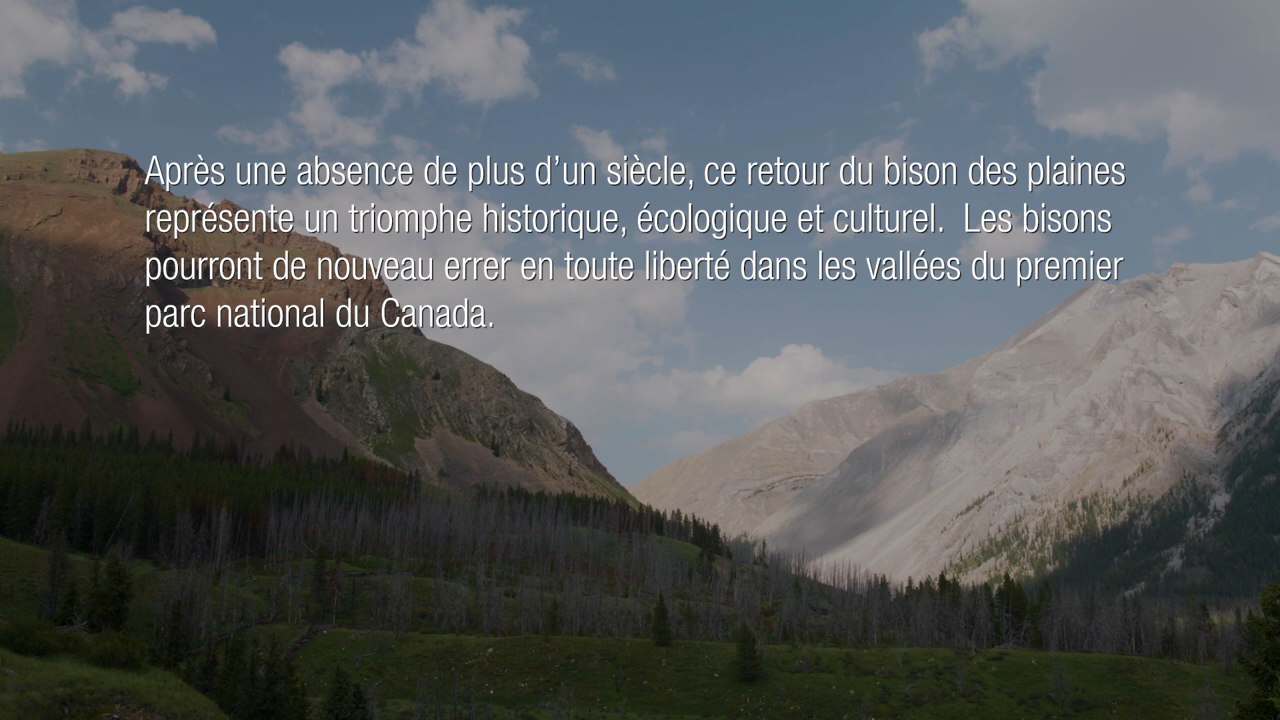 Après une absence de plus d’un siècle, ce retour du bison des plaines
représente un triomphe historique, écologique et culturel.  Les bisons
pourront de nouveau errer en toute liberté dans les vallées du premier
parc national du Canada.